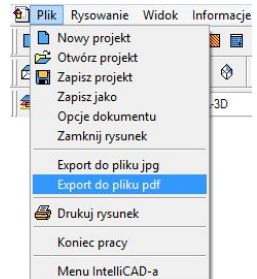 Plik Rysowanie Widok Informacje
Nowy projekt
Otwórz projekt
Zapisz projekt
Zapisz jako
-3D
Opcje dokumentu
Zamknij rysunek
Export do pliku jpg
Export do pliku pdf
Drukuj rysunek
Koniec pracy
Menu IntelliCAD-a